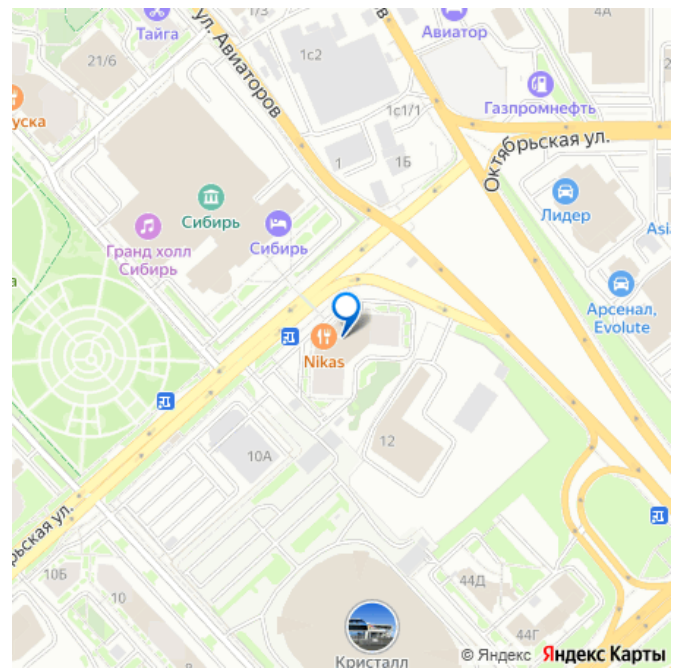 Тайга
1/3
ул. Авиаторов
Авиатор
4А
21/6
1с2
Газпромнефть
уска
1с1/1
Октябрьская ул.
1
1Б
Сибирь
Сибирь
Гранд холл
Сибирь
Лидер
Asia
а
Арсенал,
Evolute
Nikas
12
10А
рьская ул.
10Б
10
44Д
44Г
Кристалл
© Яндекс Яндекс Карты